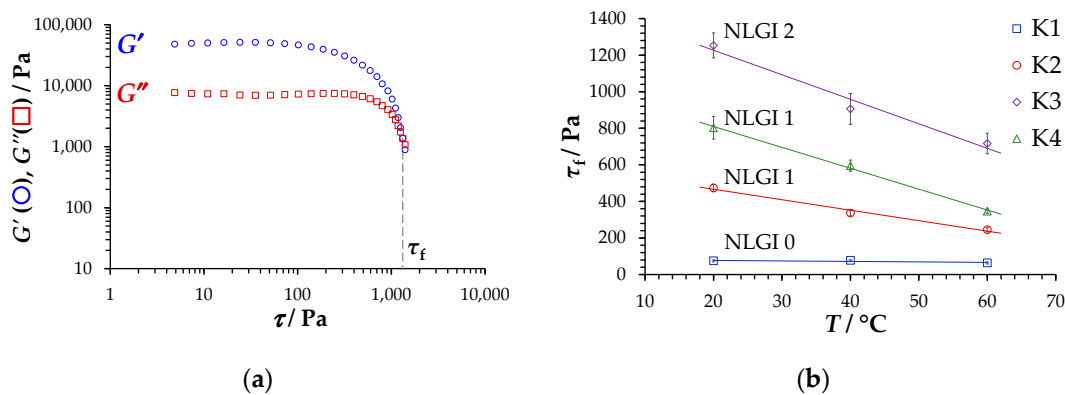 100,000
10,000
1,000
100
10
G′
G″
G′ (○), G″(□) / Pa
τf
1
10
100
1,000
10,000
τ / Pa
(a)
1400
1200
1000
800
600
400
200
0
τf / Pa
NLGI 2
NLGI 1
NLGI 1
NLGI 0
K1
K2
K3
K4
10
20
30
40
50
60
70
T / °C
(b)